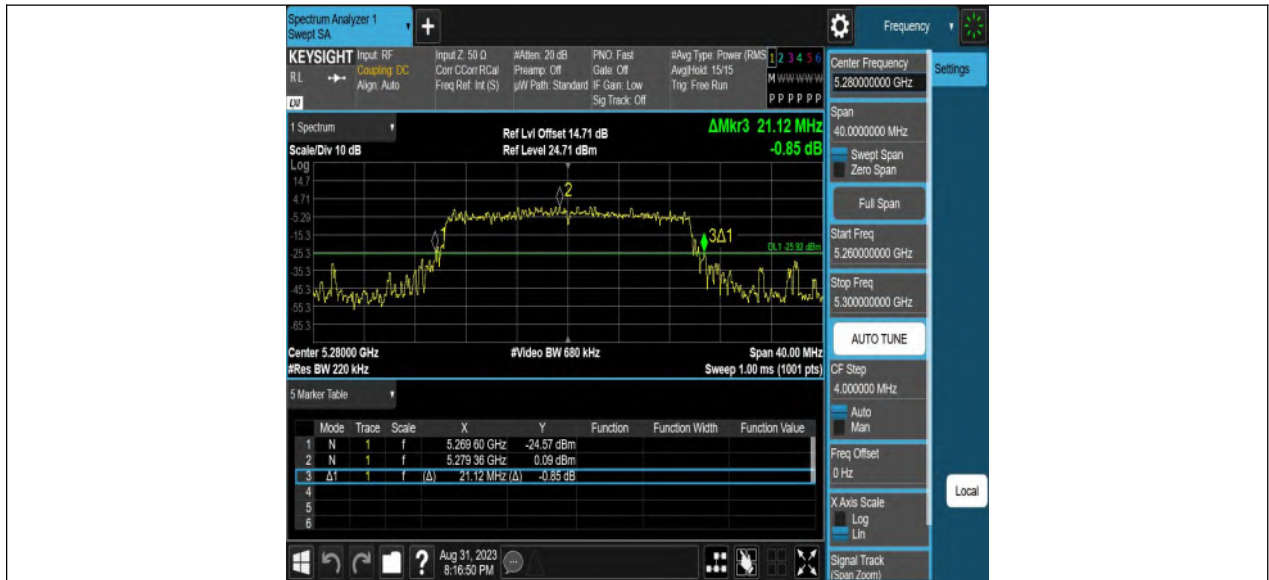 Spectrum Analyzer 1
Swept SA
+
Frequency
KEYSIGHT
RL
LXI
Input: RF
Coupling: DC
Align: Auto
Input Z: 50 Ω
Corr CCorr RCal
Freq Ref: Int (S)
#Atten: 20 dB
Preamp: Off
µW Path: Standard
PNO: Fast
Gate: Off
IF Gain: Low
Sig Track: Off
#Avg Type: Power (RMS
Avg|Hold: 15/15
Trig: Free Run
1 2 3 4 5 6
M W W W W W
P P P P P P
1 Spectrum
Scale/Div 10 dB
Ref Lvl Offset 14.71 dB
Ref Level 24.71 dBm
ΔMkr3 21.12 MHz
-0.85 dB
Log
14.7
4.71
-5.29
-15.3
-25.3
-35.3
-45.3
-55.3
-65.3
1
2
3Δ1
DL1 -25.92 dBm
Center 5.28000 GHz
#Video BW 680 kHz
Span 40.00 MHz
#Res BW 220 kHz
Sweep 1.00 ms (1001 pts)
5 Marker Table
Mode Trace Scale X Y Function Function Width Function Value
1 N 1 f 5.269 60 GHz -24.57 dBm
2 N 1 f 5.279 36 GHz 0.09 dBm
3 Δ1 1 f (Δ) 21.12 MHz (Δ) -0.85 dB
4
5
6
?
Aug 31, 2023
8:16:50 PM
Center Frequency
5.280000000 GHz
Settings
Span
40.0000000 MHz
Swept Span
Zero Span
Full Span
Start Freq
5.260000000 GHz
Stop Freq
5.300000000 GHz
AUTO TUNE
CF Step
4.000000 MHz
Auto
Man
Freq Offset
0 Hz
X Axis Scale
Log
Lin
Local
Signal Track
(Span Zoom)